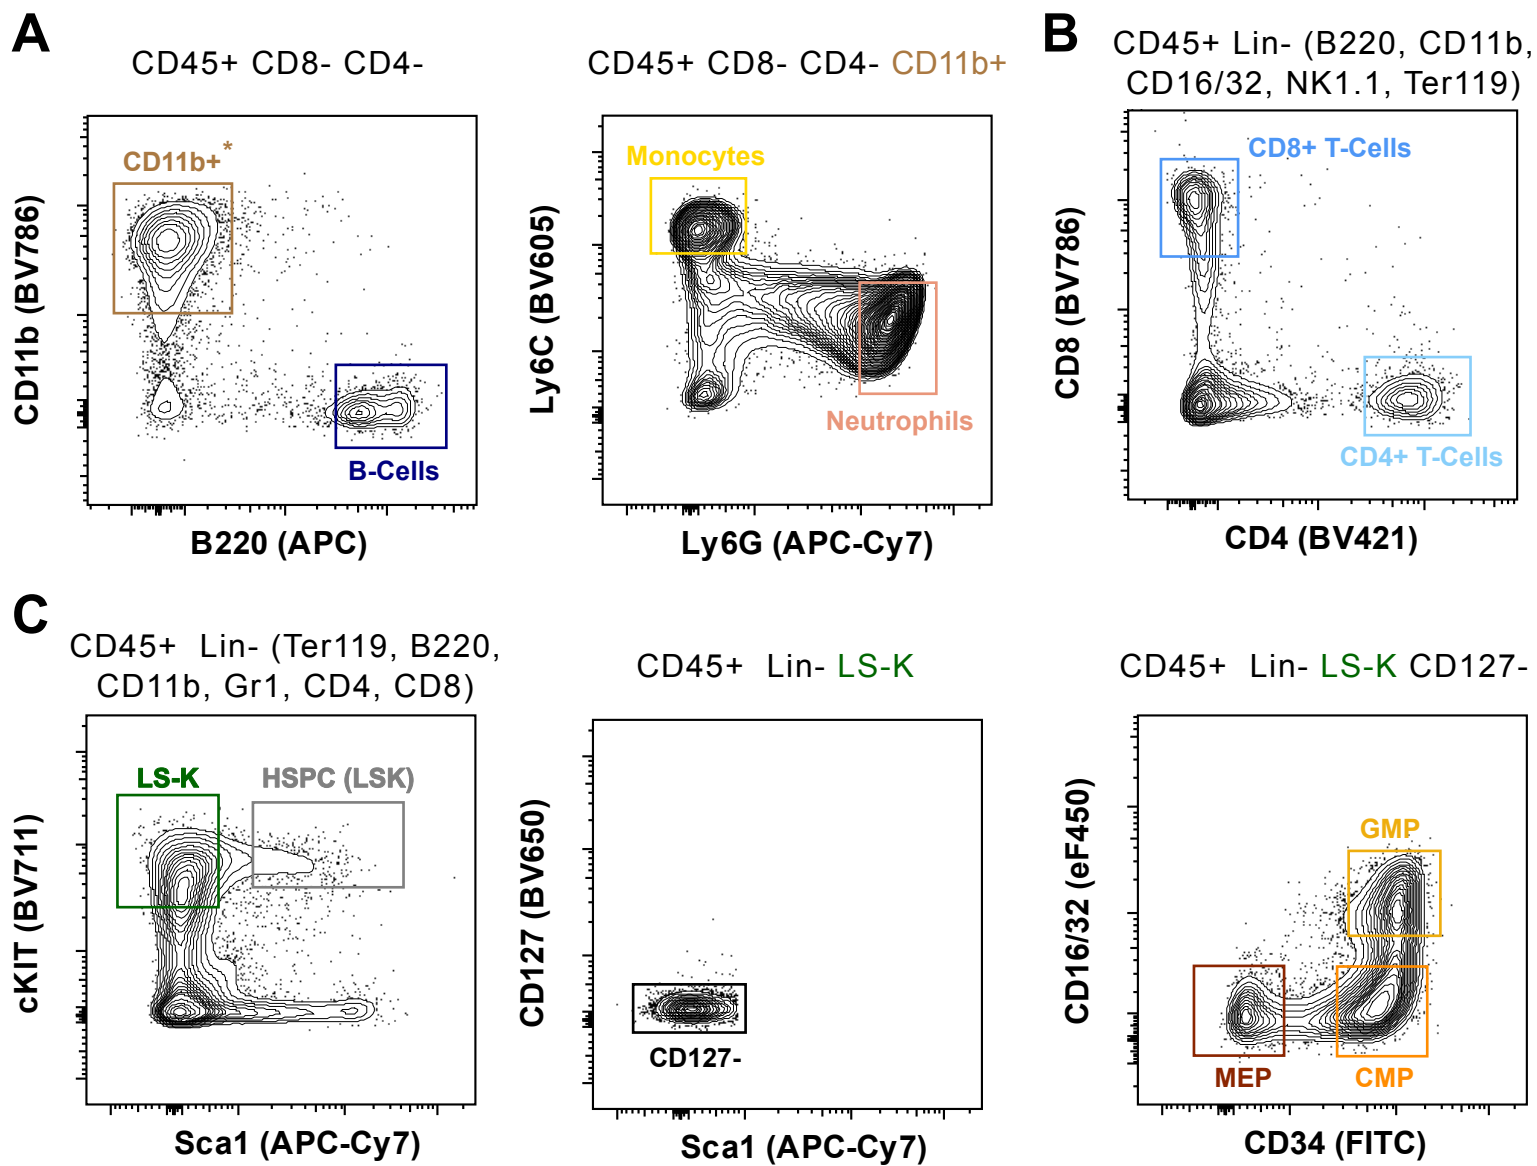 A
CD45+ CD8- CD4-
CD11b+*
B-Cells
CD11b (BV786)
B220 (APC)
CD45+ CD8- CD4- CD11b+
Monocytes
Neutrophils
Ly6C (BV605)
Ly6G (APC-Cy7)
B
CD45+ Lin- (B220, CD11b,
CD16/32, NK1.1, Ter119)
CD8+ T-Cells
CD4+ T-Cells
CD8 (BV786)
CD4 (BV421)
C
CD45+ Lin- (Ter119, B220,
CD11b, Gr1, CD4, CD8)
LS-K
HSPC (LSK)
cKIT (BV711)
Sca1 (APC-Cy7)
CD45+ Lin- LS-K
CD127-
CD127 (BV650)
Sca1 (APC-Cy7)
CD45+ Lin- LS-K CD127-
GMP
MEP
CMP
CD16/32 (eF450)
CD34 (FITC)